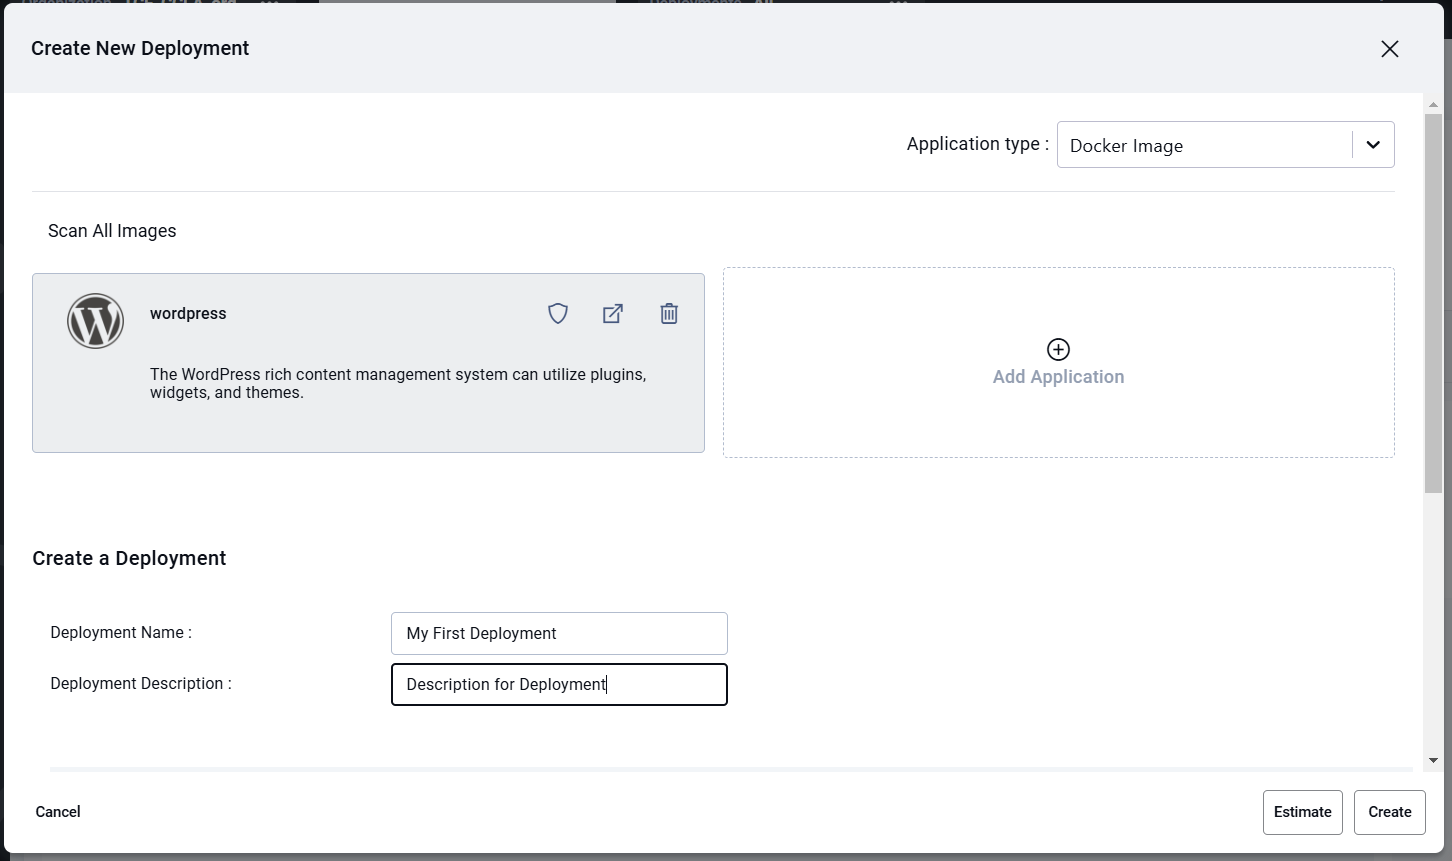 Create New Deployment
Application type :
Docker Image
Scan All Images
wordpress
The WordPress rich content management system can utilize plugins,
widgets, and themes.
Add Application
Create a Deployment
Deployment Name :
My First Deployment
Deployment Description :
Description for Deployment
Cancel
Estimate
Create